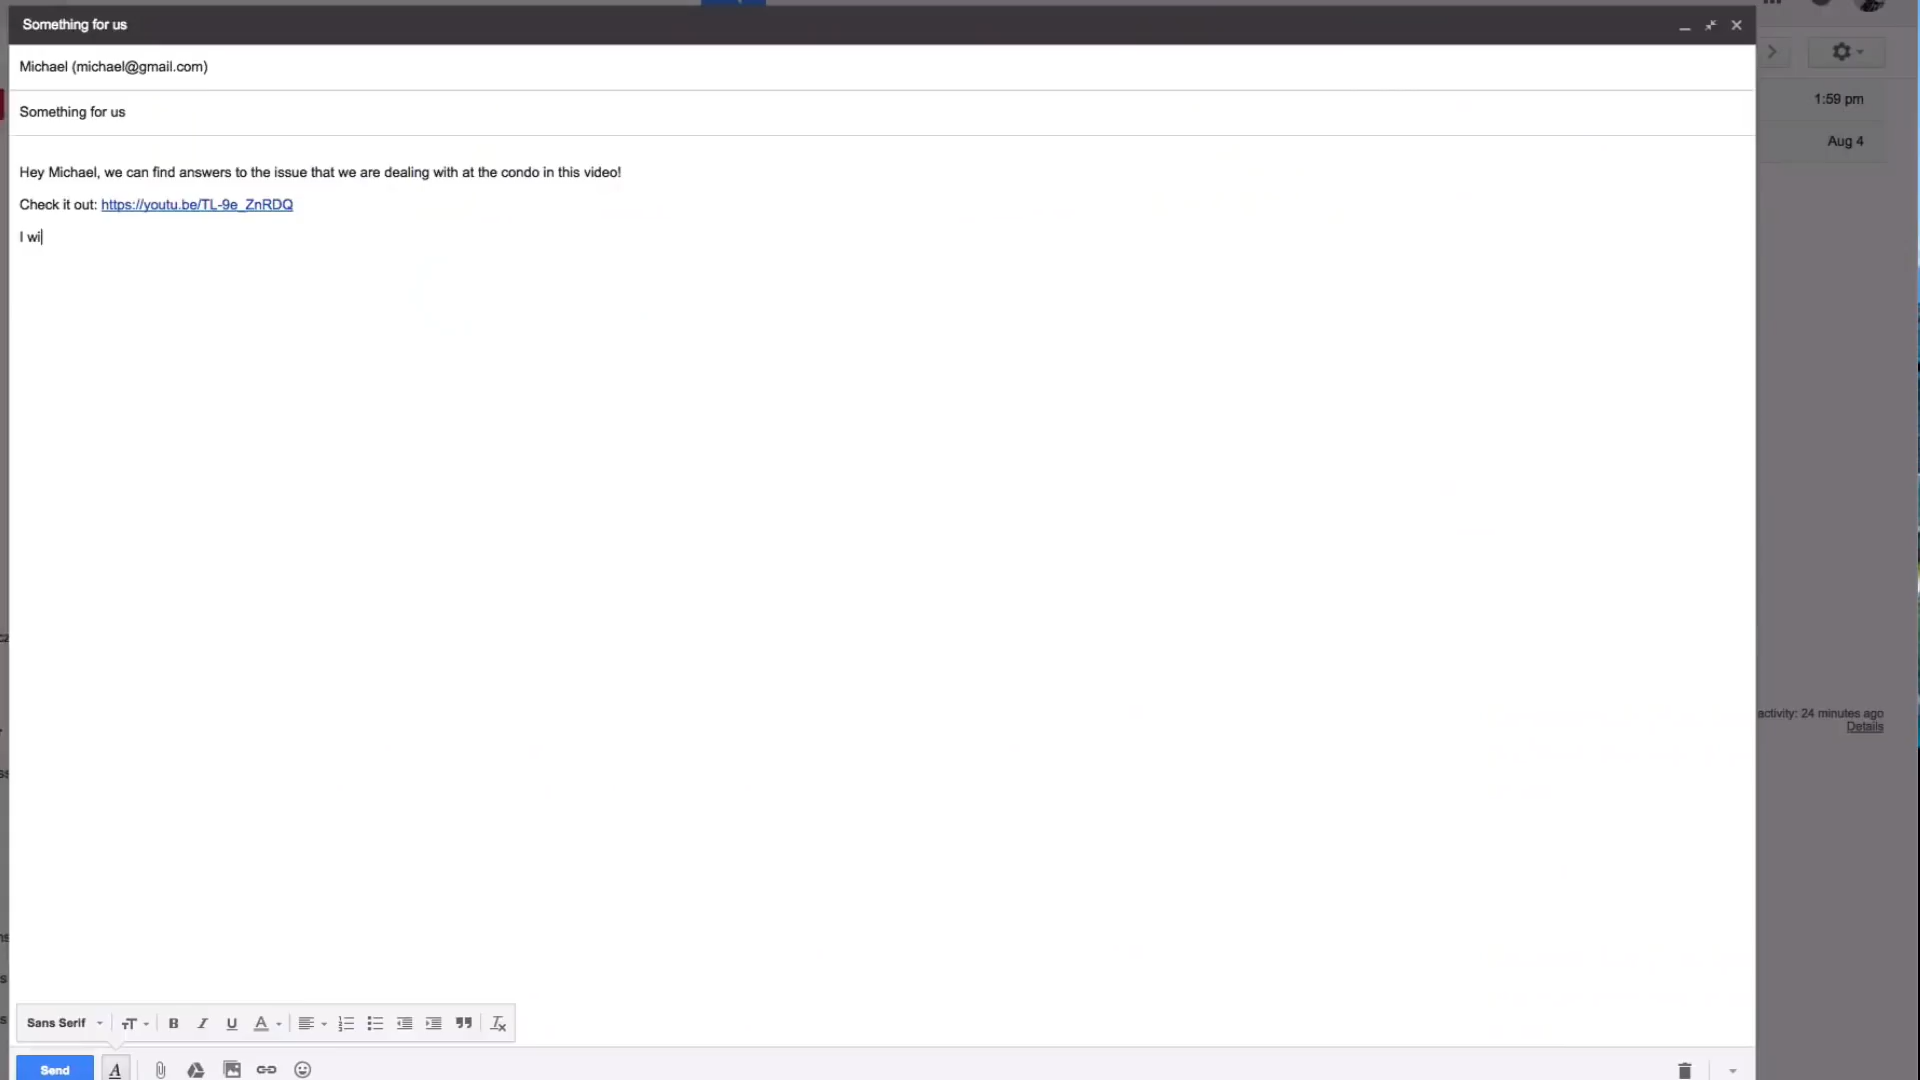 Something for us
Michael (michael@gmail.com)
Something for us
1:59 pm
Aug 4
Hey Michael, we can find answers to the issue that we are dealing with at the condo in this video!
Check it out: https://youtu.be/TL-9e_ZnRDQ
I wi
activity: 24 minutes ago
Details
Sans Serif
Send